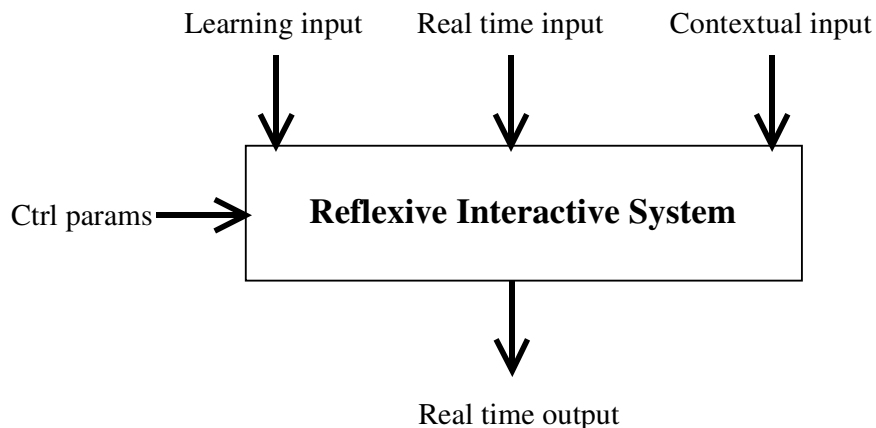 Learning input
Real time input
Contextual input
Ctrl params
Reflexive Interactive System
Real time output